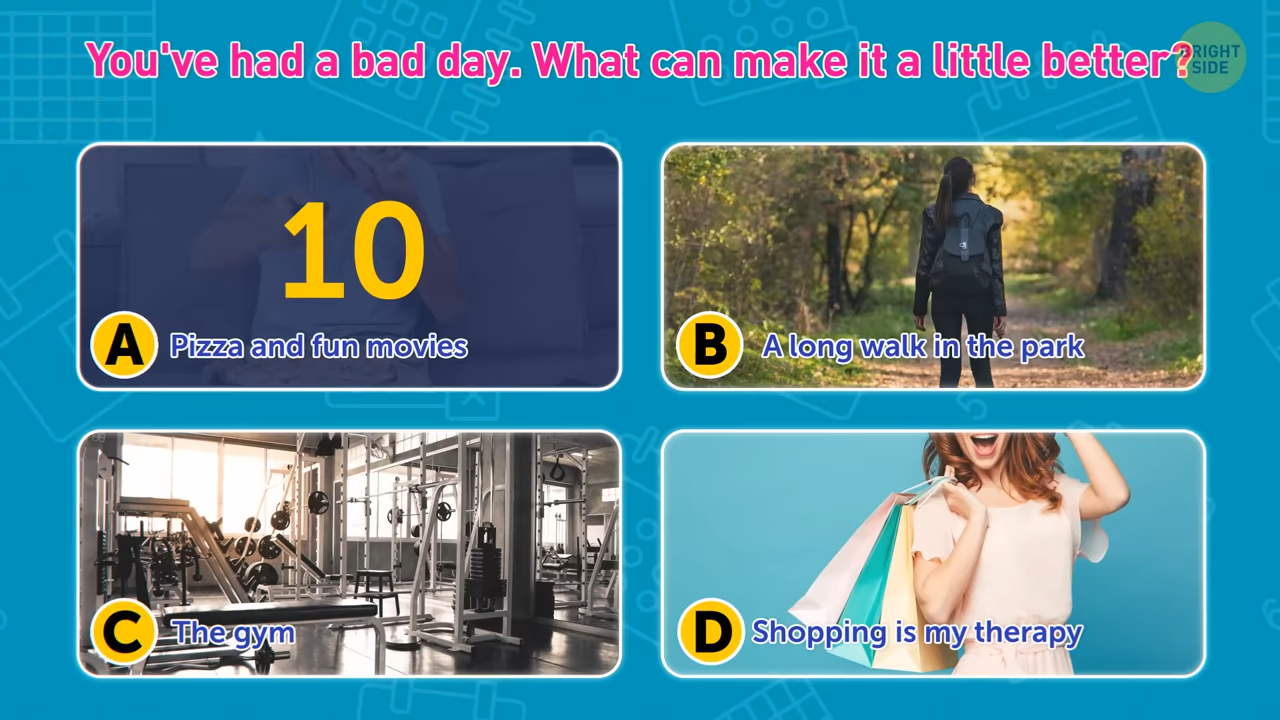 You've had a bad day. What can make it a little better?
BRIGHT
SIDE
10
A
Pizza and fun movies
B
A long walk in the park
C
The gym
D
Shopping is my therapy